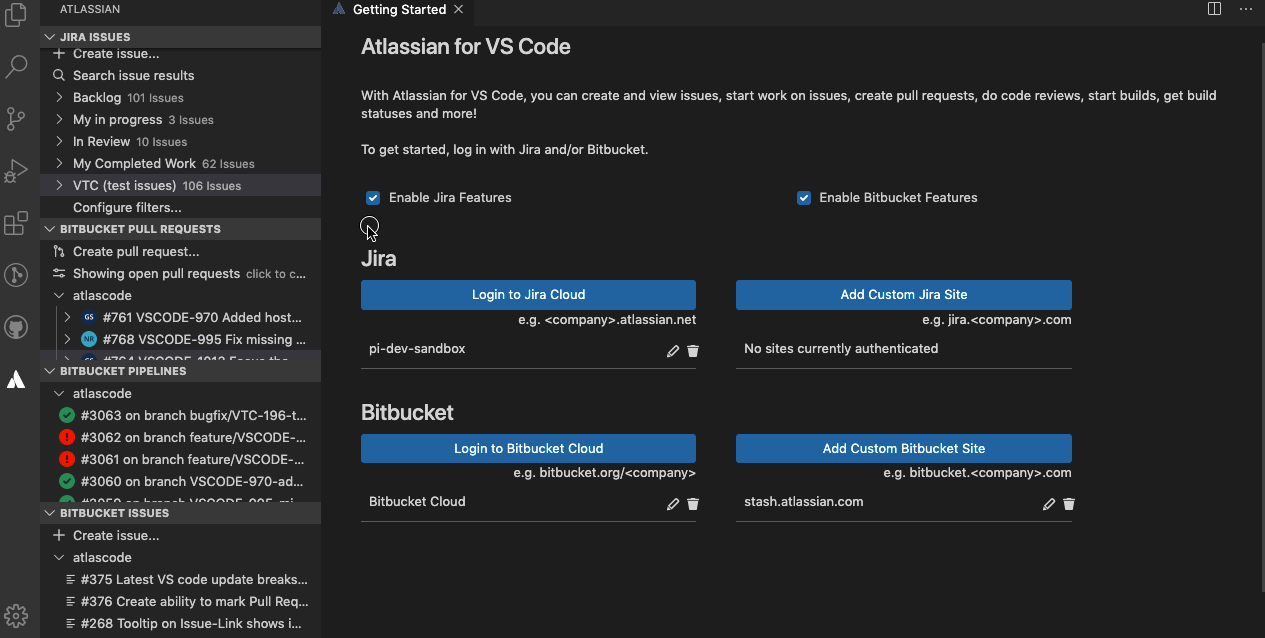 ATLASSIAN
JIRA ISSUES
Create issue...
Search issue results
Backlog 101 Issues
My in progress 3 Issues
In Review 10 Issues
My Completed Work 62 Issues
VTC (test issues) 106 Issues
Configure filters...
BITBUCKET PULL REQUESTS
Create pull request...
Showing open pull requests click to c...
atlascode
GS #761 VSCODE-970 Added host...
NR #768 VSCODE-995 Fix missing ...
BITBUCKET PIPELINES
atlascode
#3063 on branch bugfix/VTC-196-t...
#3062 on branch feature/VSCODE-...
#3061 on branch feature/VSCODE-...
#3060 on branch VSCODE-970-ad...
BITBUCKET ISSUES
Create issue...
atlascode
#375 Latest VS code update breaks...
#376 Create ability to mark Pull Req...
#268 Tooltip on Issue-Link shows i...
Getting Started
Atlassian for VS Code
With Atlassian for VS Code, you can create and view issues, start work on issues, create pull requests, do code reviews, start builds, get build
statuses and more!
To get started, log in with Jira and/or Bitbucket.
Enable Jira Features
Enable Bitbucket Features
Jira
Login to Jira Cloud
e.g. <company>.atlassian.net
pi-dev-sandbox
Add Custom Jira Site
e.g. jira.<company>.com
No sites currently authenticated
Bitbucket
Login to Bitbucket Cloud
e.g. bitbucket.org/<company>
Bitbucket Cloud
Add Custom Bitbucket Site
e.g. bitbucket.<company>.com
stash.atlassian.com